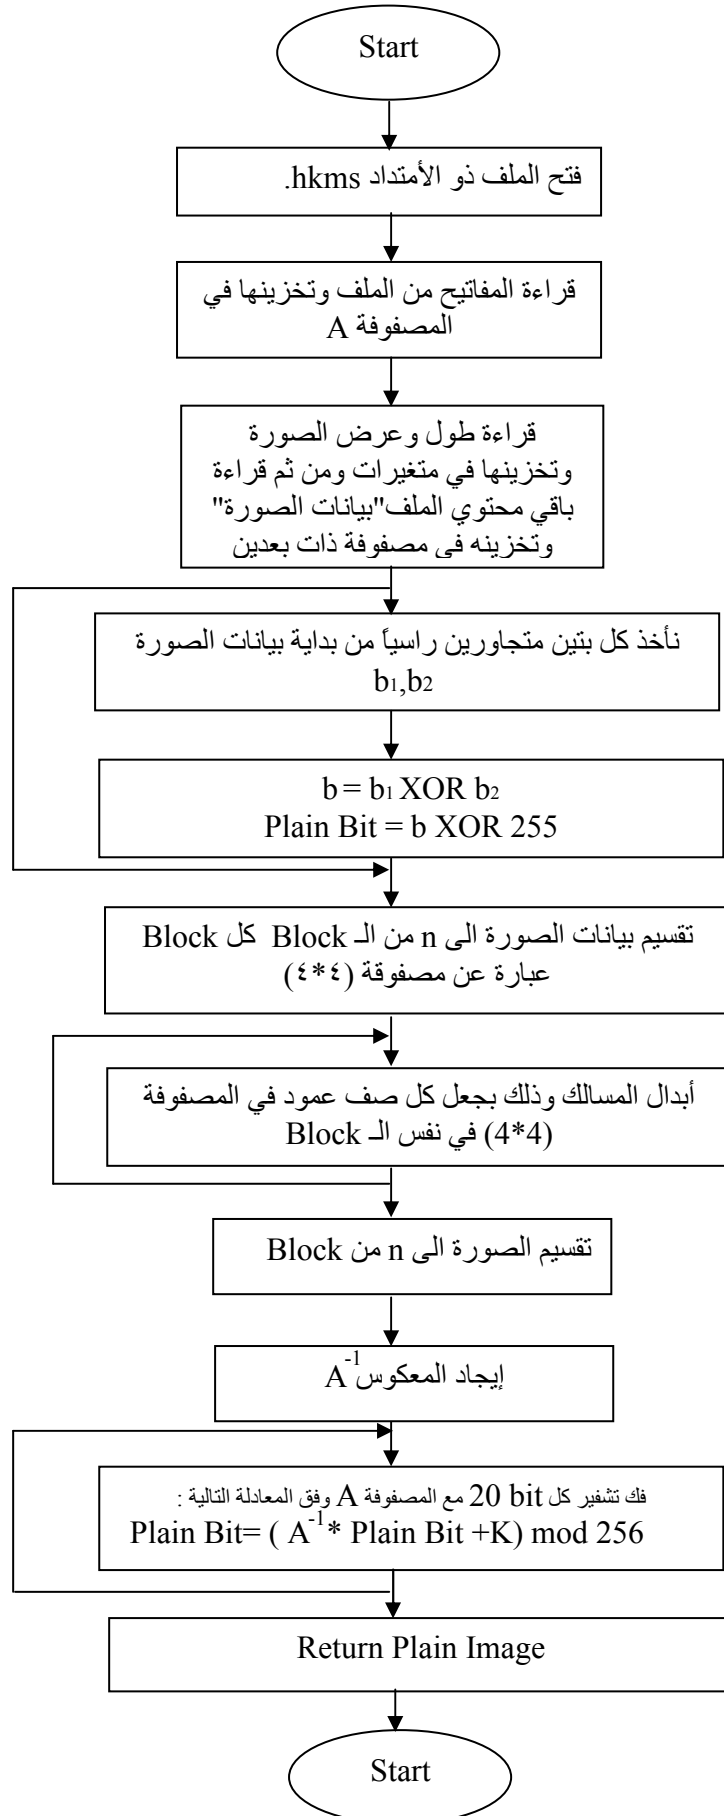 Start
فتح الملف ذو الأمتداد hkms.
قراءة المفاتيح من الملف وتخزينها في
المصفوفة A
قراءة طول وعرض الصورة
وتخزينها في متغيرات ومن ثم قراءة
باقي محتوي الملف"بيانات الصورة"
وتخزينه في مصفوفة ذات بعدين
نأخذ كل بتين متجاورين راسياً من بداية بيانات الصورة
b₁,b₂
b = b₁ XOR b₂
Plain Bit = b XOR 255
تقسيم بيانات الصورة الى n من الـ Block كل Block
عبارة عن مصفوقة (٤*٤)
أبدال المسالك وذلك بجعل كل صف عمود في المصفوفة
(4*4) في نفس الـ Block
تقسيم الصورة الى n من Block
إيجاد المعكوس A⁻¹
فك تشفير كل 20 bit مع المصفوفة A وفق المعادلة التالية :
Plain Bit= ( A⁻¹* Plain Bit +K) mod 256
Return Plain Image
Start